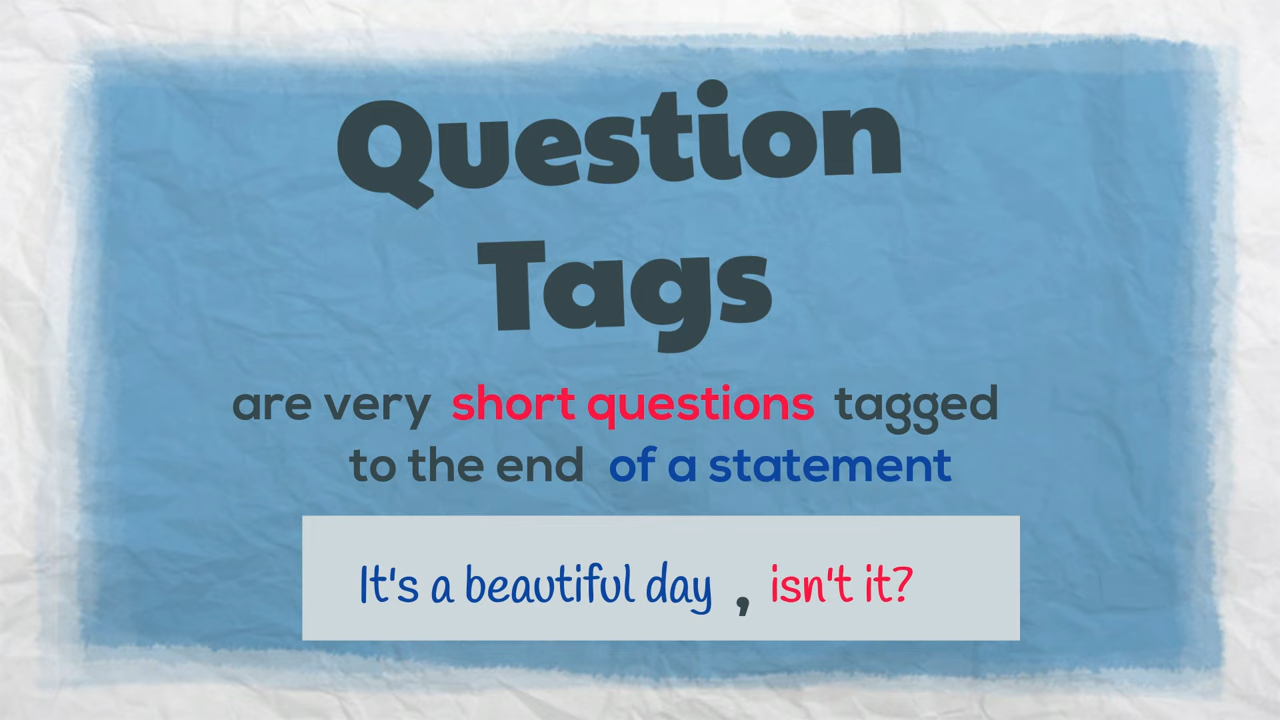 Question
Tags
are very short questions tagged
to the end of a statement
It's a beautiful day , isn't it?